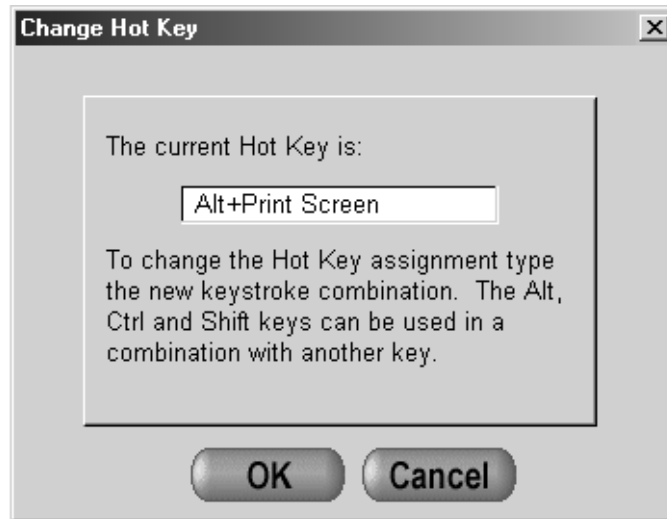 Change Hot Key
The current Hot Key is:
Alt+Print Screen
To change the Hot Key assignment type
the new keystroke combination.  The Alt,
Ctrl and Shift keys can be used in a
combination with another key.
OK Cancel